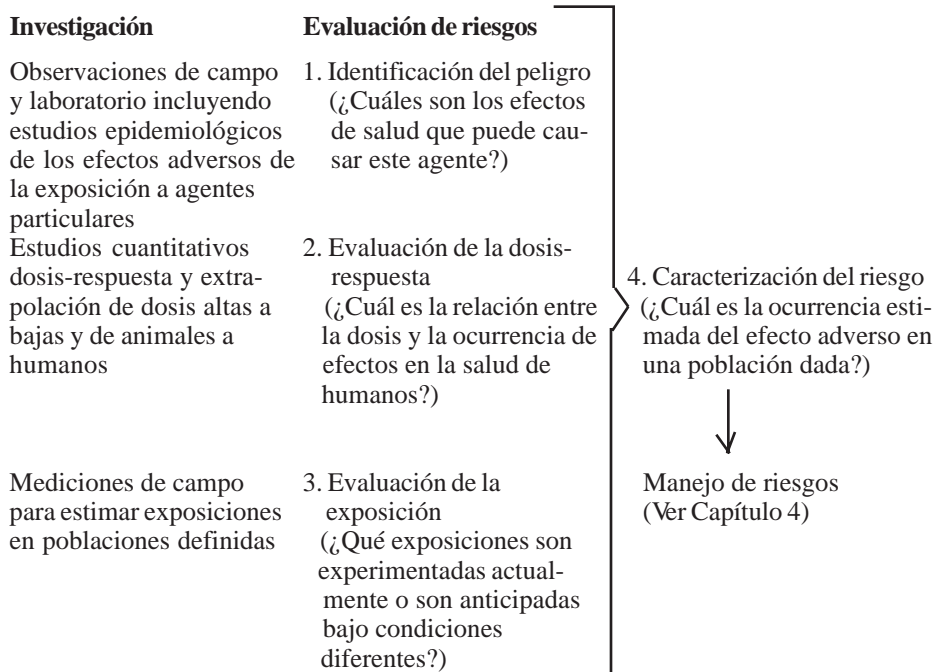 Investigación
Observaciones de campo
y laboratorio incluyendo
estudios epidemiológicos
de los efectos adversos de
la exposición a agentes
particulares
Estudios cuantitativos
dosis-respuesta y extra-
polación de dosis altas a
bajas y de animales a
humanos
Mediciones de campo
para estimar exposiciones
en poblaciones definidas
Evaluación de riesgos
1. Identificación del peligro
(¿Cuáles son los efectos
de salud que puede cau-
sar este agente?)
2. Evaluación de la dosis-
respuesta
(¿Cuál es la relación entre
la dosis y la ocurrencia de
efectos en la salud de
humanos?)
3. Evaluación de la
exposición
(¿Qué exposiciones son
experimentadas actual-
mente o son anticipadas
bajo condiciones
diferentes?)
4. Caracterización del riesgo
(¿Cuál es la ocurrencia esti-
mada del efecto adverso en
una población dada?)
Manejo de riesgos
(Ver Capítulo 4)